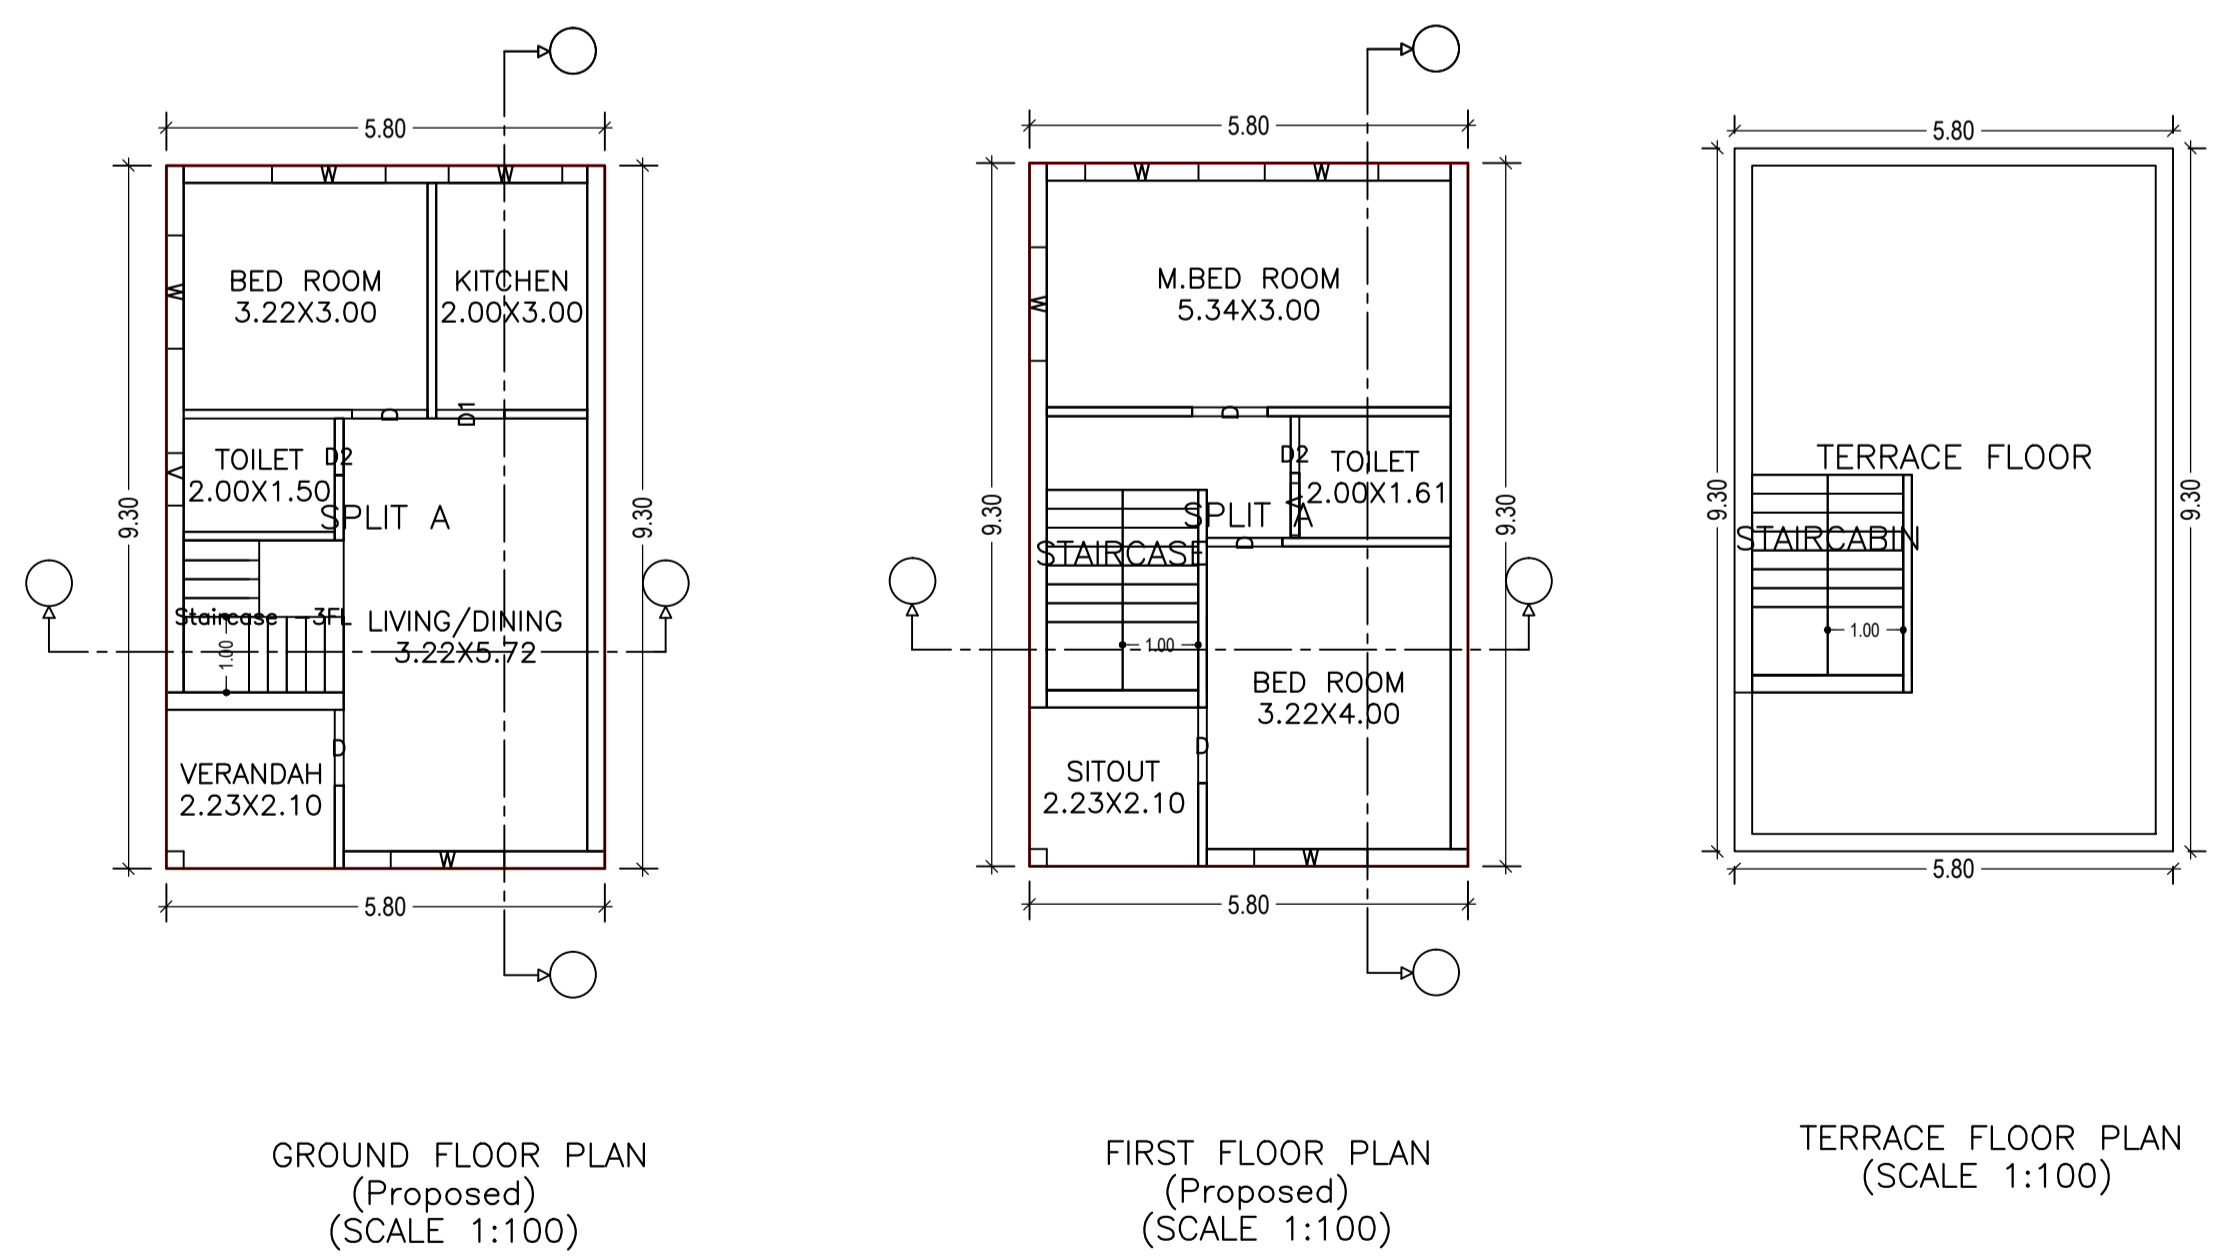 5.80
W W
BED ROOM
3.22X3.00
KITCHEN
2.00X3.00
W
D
D1
TOILET
2.00X1.50
D2
V
SPLIT A
9.30
9.30
Staircase -3FL
1.00
LIVING/DINING
3.22X5.72
D
VERANDAH
2.23X2.10
W
5.80
GROUND FLOOR PLAN
(Proposed)
(SCALE 1:100)
5.80
W W
M.BED ROOM
5.34X3.00
W
D
D2
TOILET
2.00X1.61
V
SPLIT A
D
STAIRCASE
9.30
9.30
1.00
BED ROOM
3.22X4.00
D
SITOUT
2.23X2.10
W
5.80
FIRST FLOOR PLAN
(Proposed)
(SCALE 1:100)
5.80
TERRACE FLOOR
9.30
9.30
STAIRCABIN
1.00
5.80
TERRACE FLOOR PLAN
(SCALE 1:100)